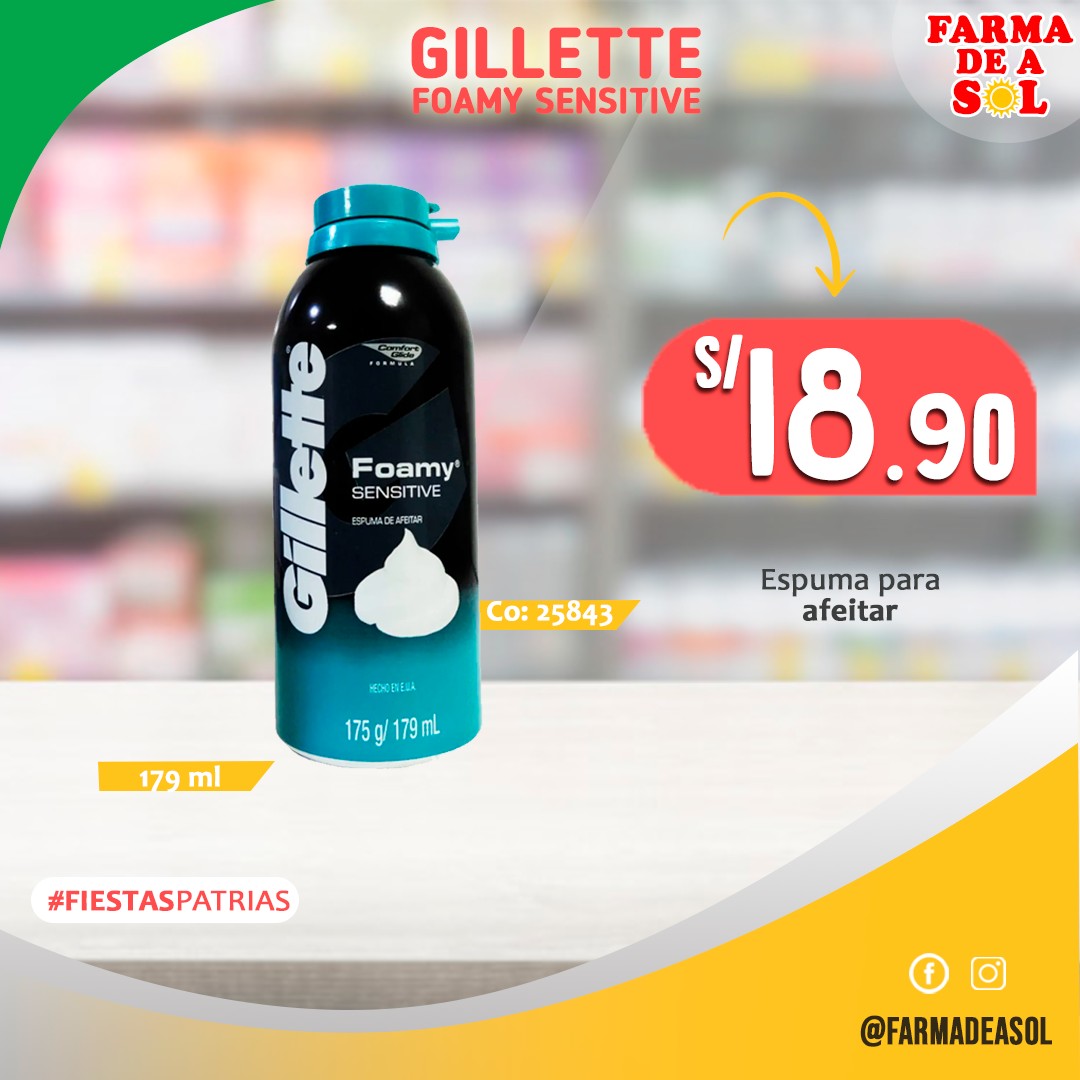 GILLETTE
FOAMY SENSITIVE
FARMA
DE A
SOL
Comfort
Glide
FORMULA
Gillette
Foamy®
SENSITIVE
ESPUMA DE AFEITAR
S/18.90
Espuma para
afeitar
Co: 25843
HECHO EN E.U.A.
175 g/ 179 mL
179 ml
#FIESTASPATRIAS
@FARMADEASOL